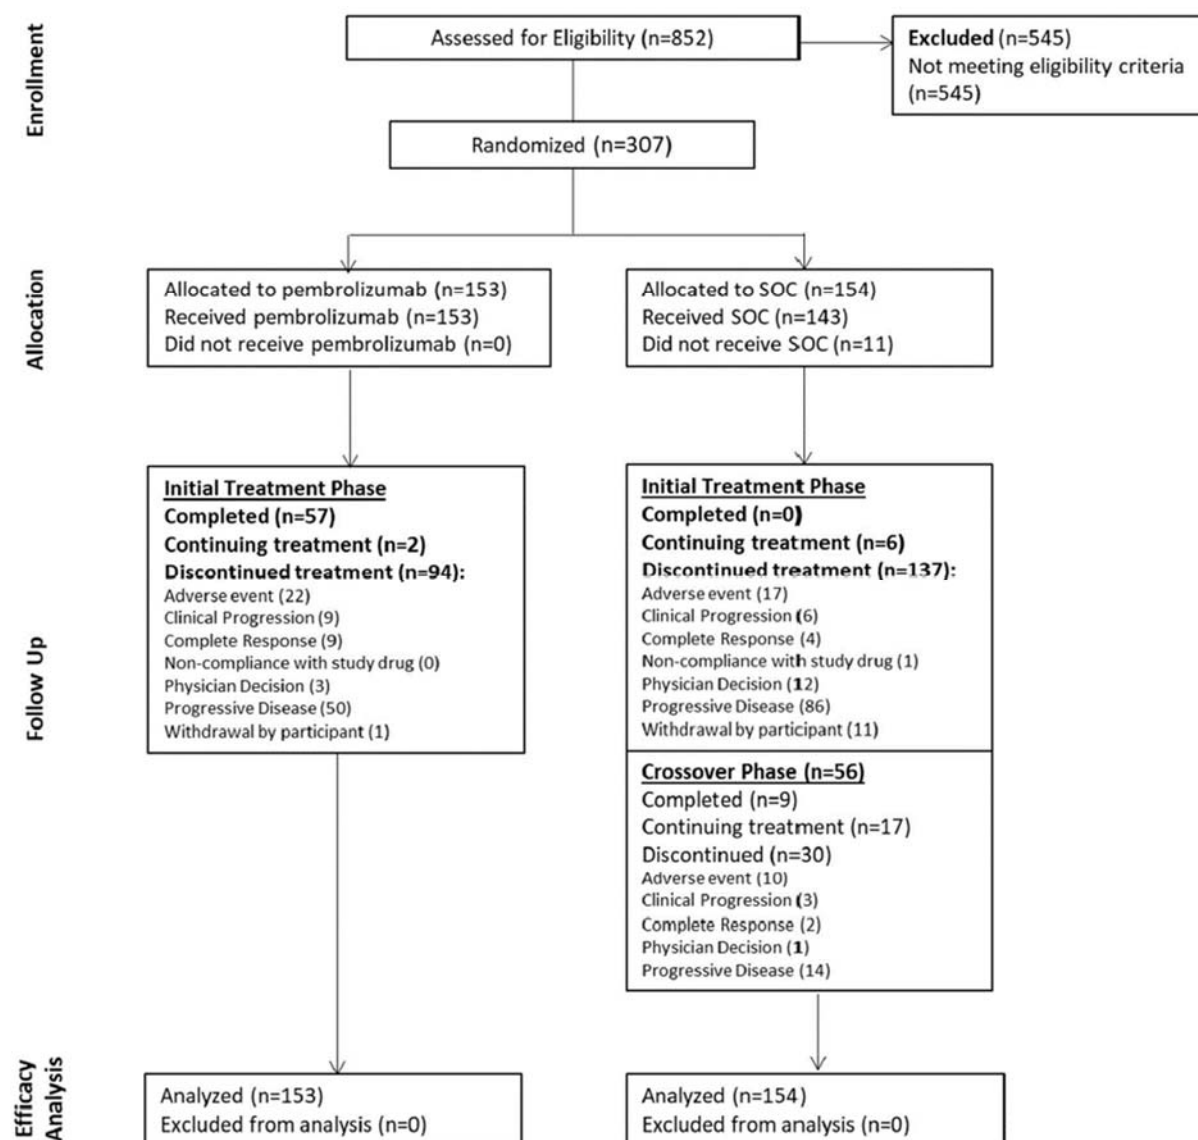 Enrollment
Assessed for Eligibility (n=852)
Excluded (n=545)
Not meeting eligibility criteria
(n=545)
Randomized (n=307)
Allocation
Allocated to pembrolizumab (n=153)
Received pembrolizumab (n=153)
Did not receive pembrolizumab (n=0)
Allocated to SOC (n=154)
Received SOC (n=143)
Did not receive SOC (n=11)
Follow Up
Initial Treatment Phase
Completed (n=57)
Continuing treatment (n=2)
Discontinued treatment (n=94):
Adverse event (22)
Clinical Progression (9)
Complete Response (9)
Non-compliance with study drug (0)
Physician Decision (3)
Progressive Disease (50)
Withdrawal by participant (1)
Initial Treatment Phase
Completed (n=0)
Continuing treatment (n=6)
Discontinued treatment (n=137):
Adverse event (17)
Clinical Progression (6)
Complete Response (4)
Non-compliance with study drug (1)
Physician Decision (12)
Progressive Disease (86)
Withdrawal by participant (11)
Crossover Phase (n=56)
Completed (n=9)
Continuing treatment (n=17)
Discontinued (n=30)
Adverse event (10)
Clinical Progression (3)
Complete Response (2)
Physician Decision (1)
Progressive Disease (14)
Efficacy
Analysis
Analyzed (n=153)
Excluded from analysis (n=0)
Analyzed (n=154)
Excluded from analysis (n=0)